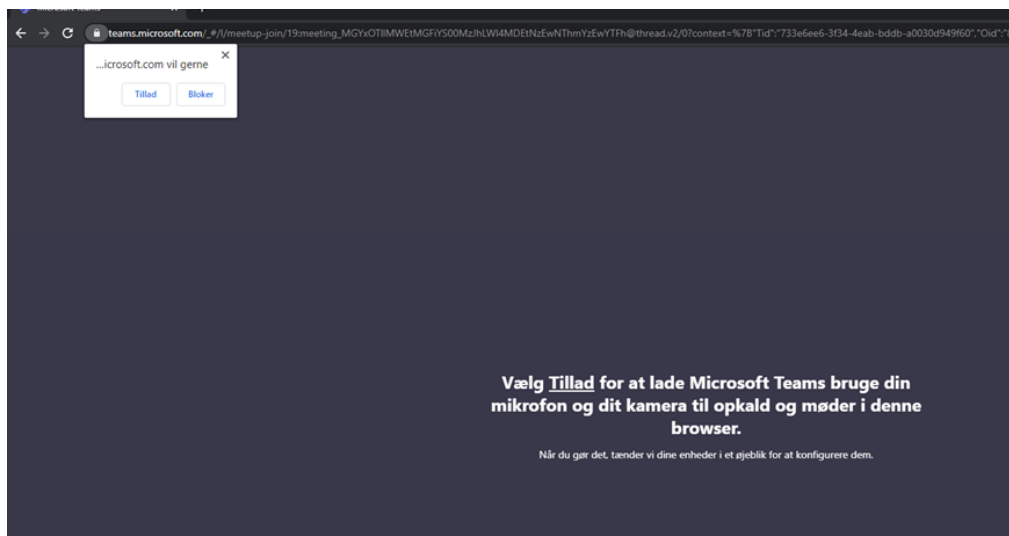 Microsoft Teams
teams.microsoft.com/_#/l/meetup-join/19:meeting_MGYxOTllMWEtMGFiYS00MzJhLWI4MDEtNzEwNThmYzEwYTFh@thread.v2/0?context=%7B"Tid":"733e6ee6-3f34-4eab-bddb-a0030d949f60","Oid":"
...icrosoft.com vil gerne
Tillad Bloker
Vælg Tillad for at lade Microsoft Teams bruge din
mikrofon og dit kamera til opkald og møder i denne
browser.
Når du gør det, tænder vi dine enheder i et øjeblik for at konfigurere dem.